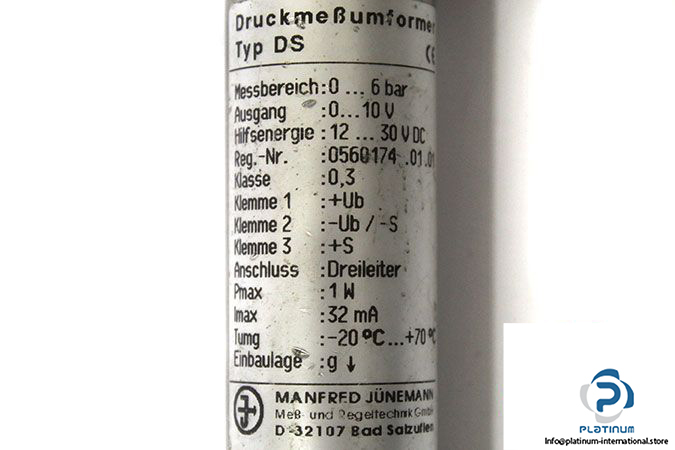 Druckmeßumformer
Typ DS CE
Messbereich:0 ... 6 bar
Ausgang :0...10 V
Hilfsenergie :12 ... 30 V DC
Reg.-Nr. :0560174 .01.01
Klasse :0,3
Klemme 1 :+Ub
Klemme 2 :-Ub / -S
Klemme 3 :+S
Anschluss :Dreileiter
Pmax :1 W
Imax :32 mA
Tumg :-20 °C...+70 °C
Einbaulage :g ↓
MANFRED JÜNEMANN
Meß- und Regeltechnik GmbH
D-32107 Bad Salzuflen
PLATINUM
Info@platinum-international.store